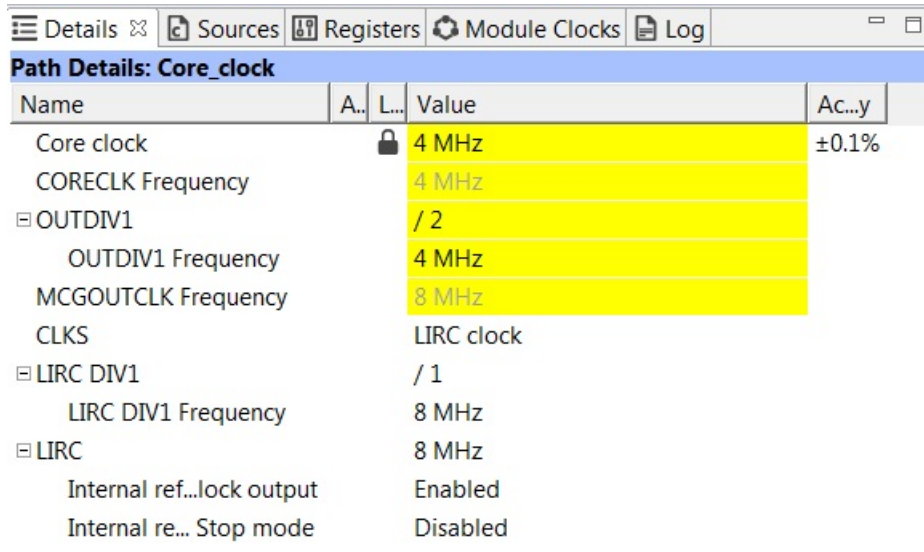 Details Sources Registers Module Clocks Log
Path Details: Core_clock
Name A.. L... Value Ac...y
Core clock 4 MHz ±0.1%
CORECLK Frequency 4 MHz
OUTDIV1 / 2
OUTDIV1 Frequency 4 MHz
MCGOUTCLK Frequency 8 MHz
CLKS LIRC clock
LIRC DIV1 / 1
LIRC DIV1 Frequency 8 MHz
LIRC 8 MHz
Internal ref...lock output Enabled
Internal re... Stop mode Disabled